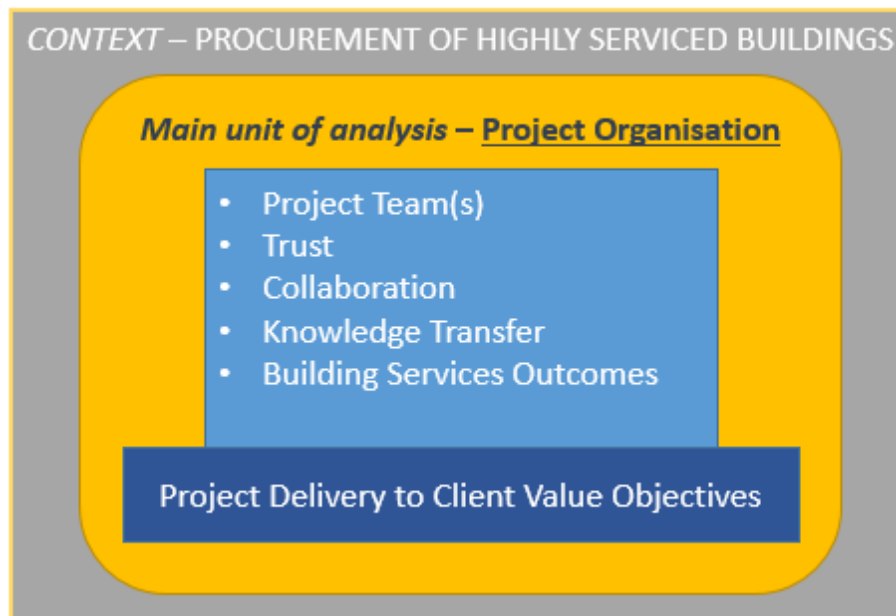 CONTEXT – PROCUREMENT OF HIGHLY SERVICED BUILDINGS
Main unit of analysis – Project Organisation
• Project Team(s)
• Trust
• Collaboration
• Knowledge Transfer
• Building Services Outcomes
Project Delivery to Client Value Objectives